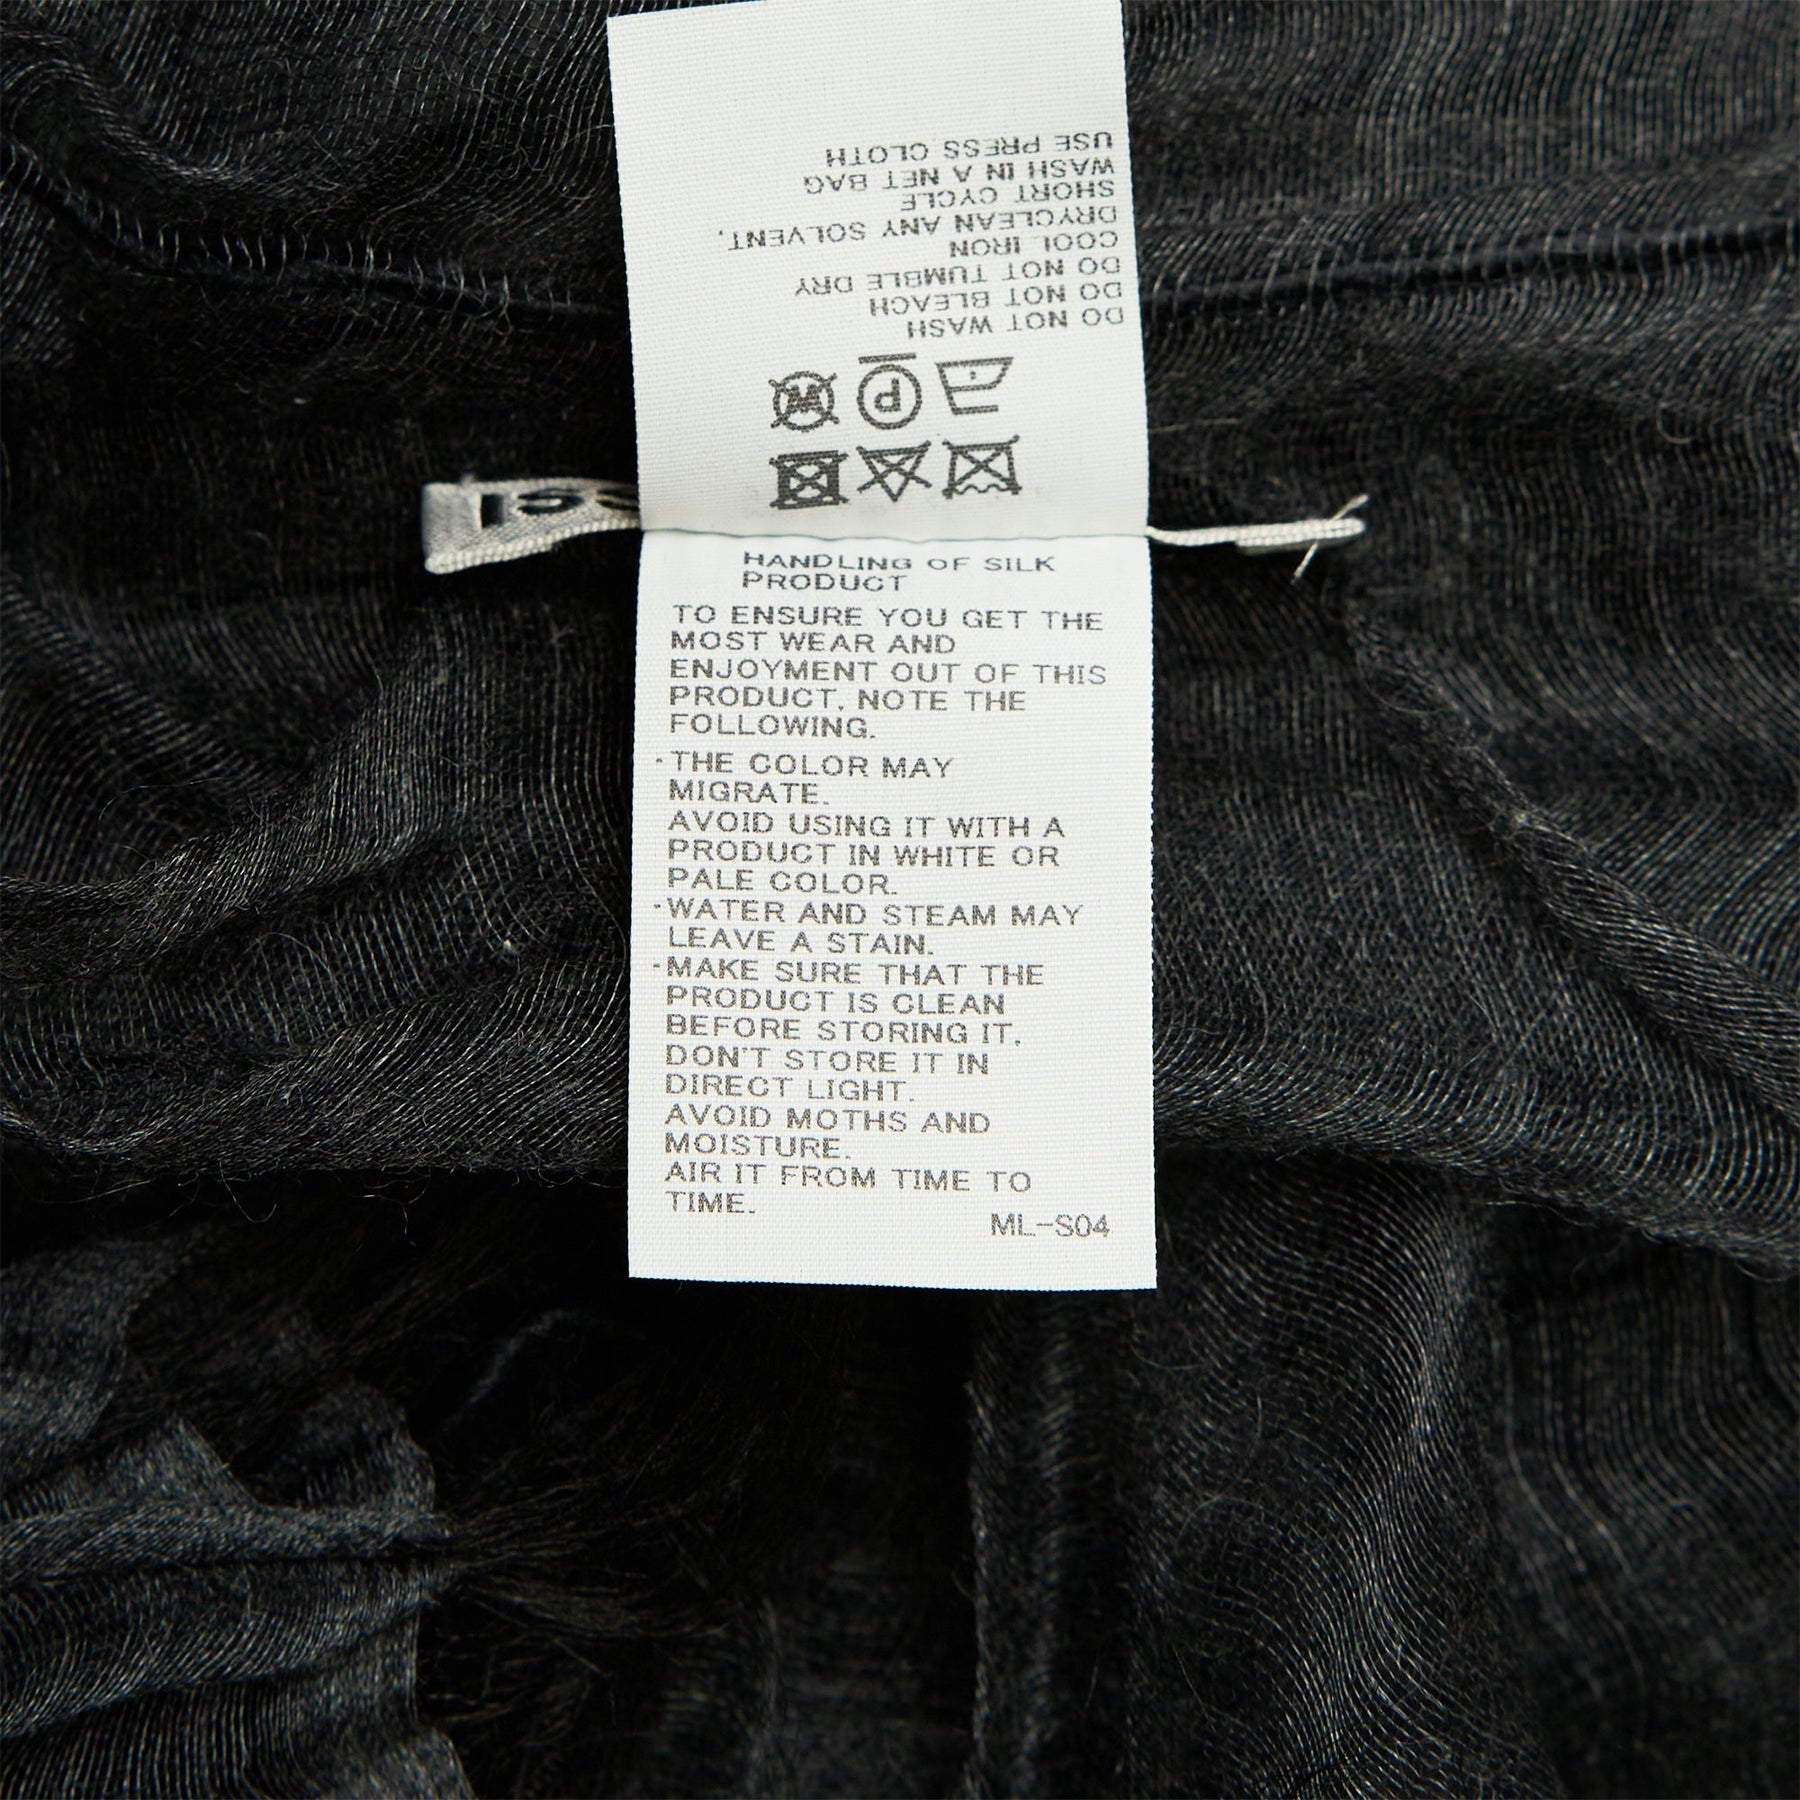 DO NOT WASH
DO NOT BLEACH
DO NOT TUMBLE DRY
COOL IRON
DRYCLEAN ANY SOLVENT,
SHORT CYCLE
WASH IN A NET BAG
USE PRESS CLOTH
P
W
HANDLING OF SILK
PRODUCT
TO ENSURE YOU GET THE
MOST WEAR AND
ENJOYMENT OUT OF THIS
PRODUCT, NOTE THE
FOLLOWING.
・THE COLOR MAY
MIGRATE.
AVOID USING IT WITH A
PRODUCT IN WHITE OR
PALE COLOR.
・WATER AND STEAM MAY
LEAVE A STAIN.
・MAKE SURE THAT THE
PRODUCT IS CLEAN
BEFORE STORING IT,
DON'T STORE IT IN
DIRECT LIGHT.
AVOID MOTHS AND
MOISTURE.
AIR IT FROM TIME TO
TIME.
ML-S04